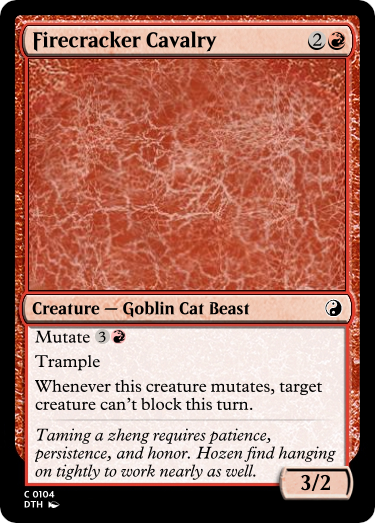 Firecracker Cavalry 2
Creature — Goblin Cat Beast
Mutate 3
Trample
Whenever this creature mutates, target
creature can't block this turn.
Taming a zheng requires patience,
persistence, and honor. Hozen find hanging
on tightly to work nearly as well.
3/2
C 0104
DTH